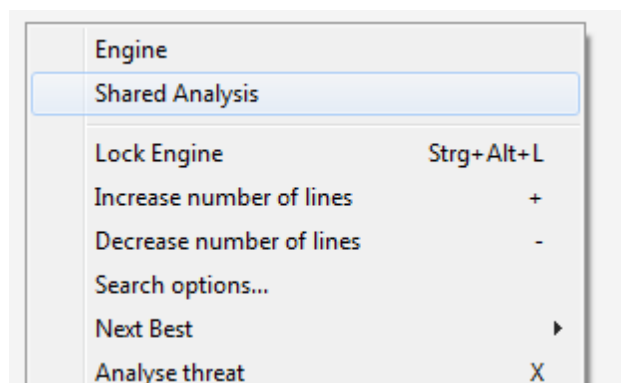 Engine
Shared Analysis
Lock Engine Strg+Alt+L
Increase number of lines +
Decrease number of lines -
Search options...
Next Best
Analyse threat X